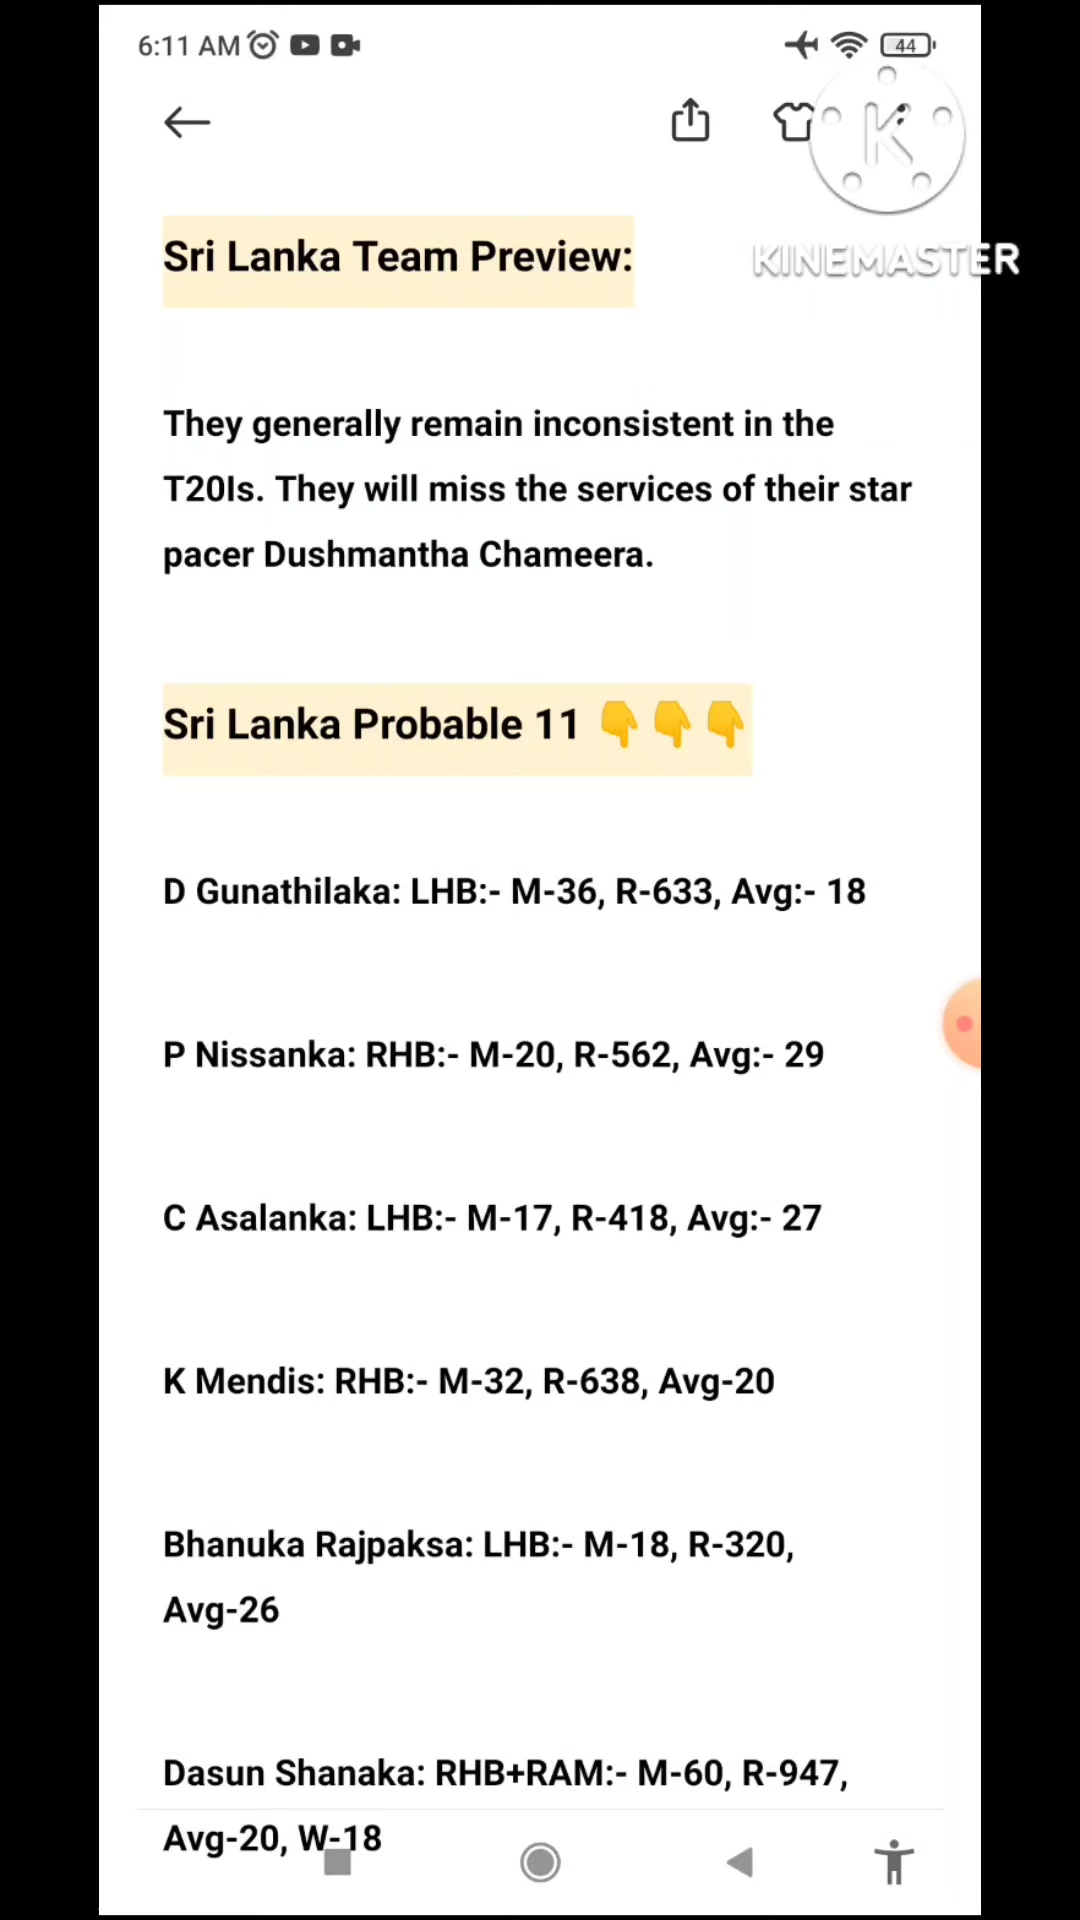 6:11 AM
44
K
KINEMASTER
Sri Lanka Team Preview:
They generally remain inconsistent in the
T20Is. They will miss the services of their star
pacer Dushmantha Chameera.
Sri Lanka Probable 11 👇👇👇
D Gunathilaka: LHB:- M-36, R-633, Avg:- 18
P Nissanka: RHB:- M-20, R-562, Avg:- 29
C Asalanka: LHB:- M-17, R-418, Avg:- 27
K Mendis: RHB:- M-32, R-638, Avg-20
Bhanuka Rajpaksa: LHB:- M-18, R-320,
Avg-26
Dasun Shanaka: RHB+RAM:- M-60, R-947,
Avg-20, W-18